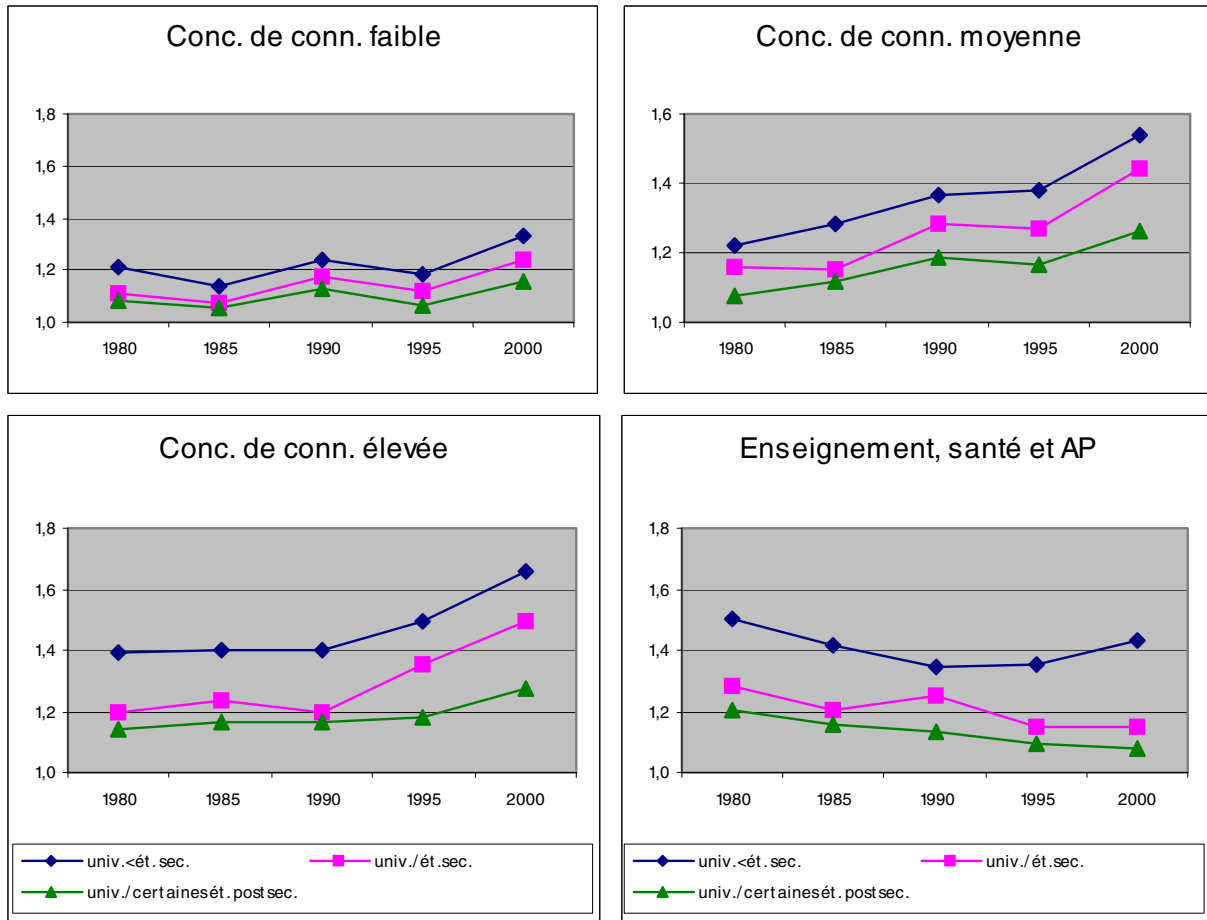 Conc. de conn. faible
1,8
1,6
1,4
1,2
1,0
1980 1985 1990 1995 2000
Conc. de conn. moyenne
1,6
1,4
1,2
1,0
1980 1985 1990 1995 2000
Conc. de conn. élevée
1,8
1,6
1,4
1,2
1,0
1980 1985 1990 1995 2000
univ.<ét.sec. univ./ét.sec.
univ./certaines ét. postsec.
Enseignement, santé et AP
1,8
1,6
1,4
1,2
1,0
1980 1985 1990 1995 2000
univ.<ét.sec. univ./ét.sec.
univ./certaines ét. postsec.